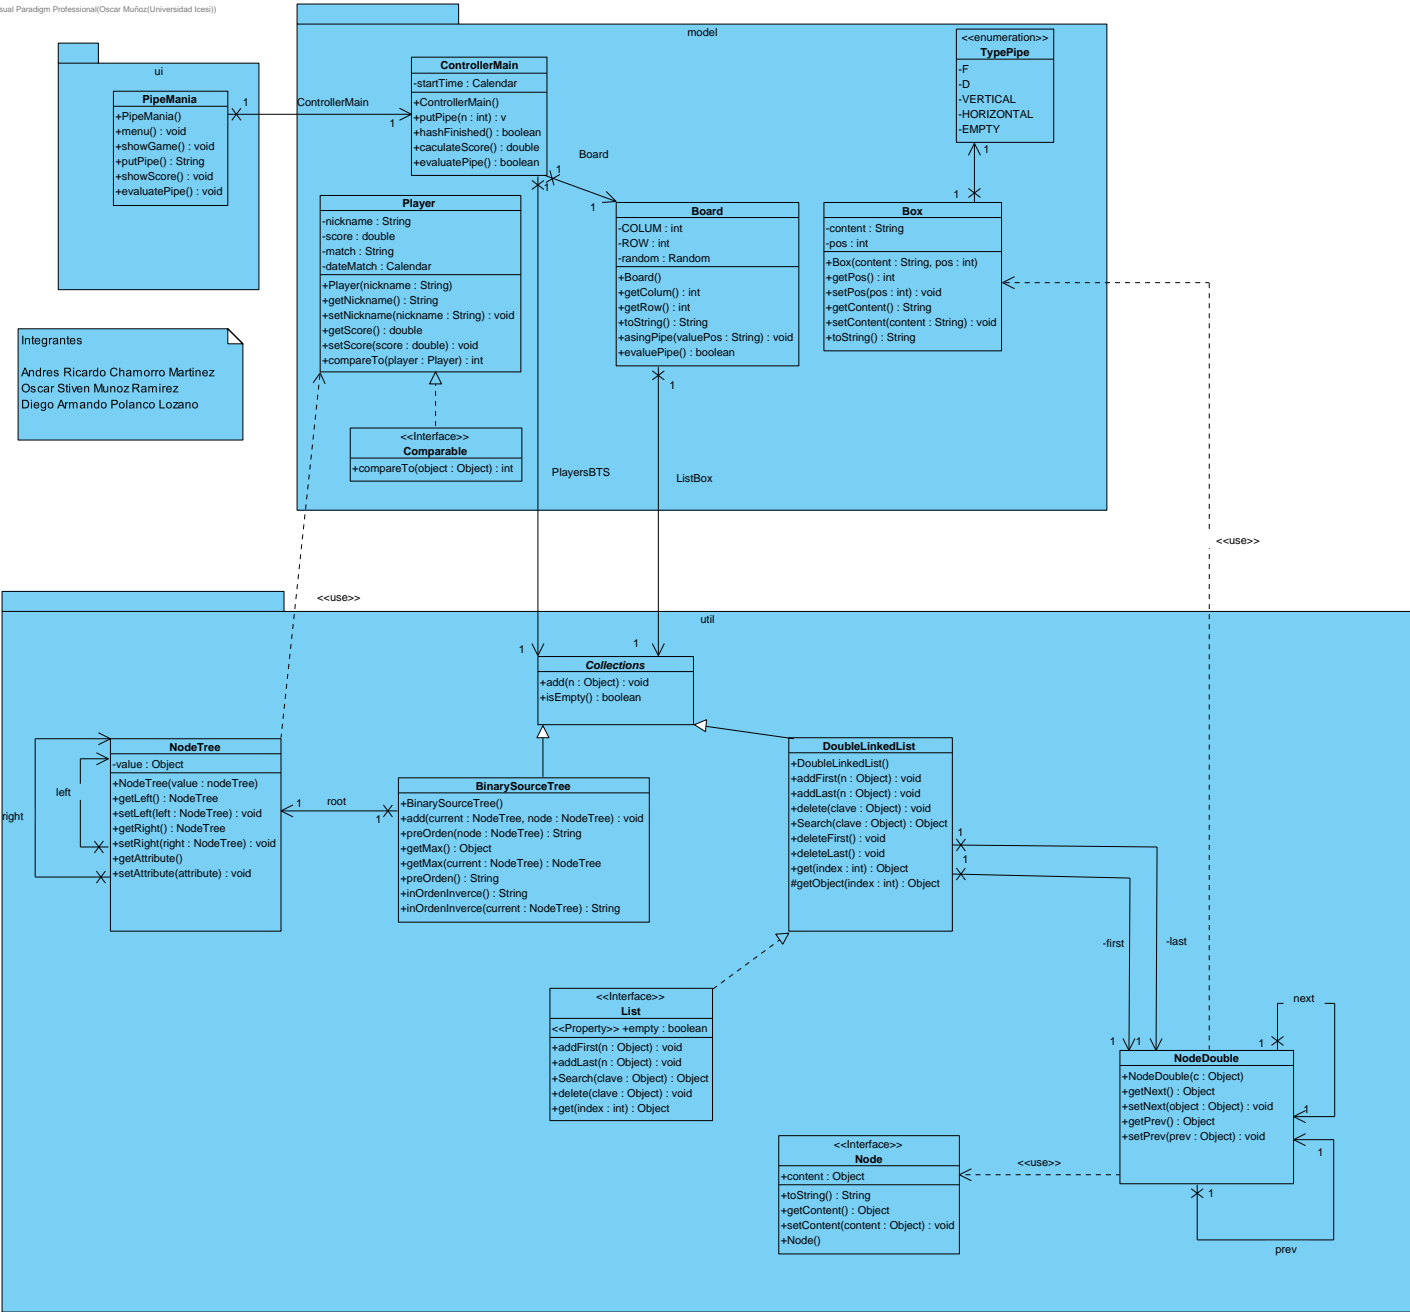 sual Paradigm Professional(Oscar Muñoz(Universidad Icesi))
ui
PipeMania
+PipeMania()
+menu() : void
+showGame() : void
+putPipe() : String
+showScore() : void
+evaluatePipe() : void
1
ControllerMain
1
model
ControllerMain
-startTime : Calendar
+ControllerMain()
+putPipe(n : int) : v
+hashFinished() : boolean
+caculateScore() : double
+evaluatePipe() : boolean
<<enumeration>>
TypePipe
-F
-D
-VERTICAL
-HORIZONTAL
-EMPTY
1
1
Board
1
1
1
Player
-nickname : String
-score : double
-match : String
-dateMatch : Calendar
+Player(nickname : String)
+getNickname() : String
+setNickname(nickname : String) : void
+getScore() : double
+setScore(score : double) : void
+compareTo(player : Player) : int
Board
-COLUM : int
-ROW : int
-random : Random
+Board()
+getColum() : int
+getRow() : int
+toString() : String
+asingPipe(valuePos : String) : void
+evaluePipe() : boolean
1
Box
-content : String
-pos : int
+Box(content : String, pos : int)
+getPos() : int
+setPos(pos : int) : void
+getContent() : String
+setContent(content : String) : void
+toString() : String
Integrantes
Andres Ricardo Chamorro Martinez
Oscar Stiven Munoz Ramirez
Diego Armando Polanco Lozano
<<Interface>>
Comparable
+compareTo(object : Object) : int
PlayersBTS
ListBox
<<use>>
<<use>>
util
1
1
Collections
+add(n : Object) : void
+isEmpty() : boolean
NodeTree
-value : Object
+NodeTree(value : nodeTree)
+getLeft() : NodeTree
+setLeft(left : NodeTree) : void
+getRight() : NodeTree
+setRight(right : NodeTree) : void
+getAttribute()
+setAttribute(attribute) : void
left
right
1
root
1
BinarySourceTree
+BinarySourceTree()
+add(current : NodeTree, node : NodeTree) : void
+preOrden(node : NodeTree) : String
+getMax() : Object
+getMax(current : NodeTree) : NodeTree
+preOrden() : String
+inOrdenInverce() : String
+inOrdenInverce(current : NodeTree) : String
DoubleLinkedList
+DoubleLinkedList()
+addFirst(n : Object) : void
+addLast(n : Object) : void
+delete(clave : Object) : void
+Search(clave : Object) : Object
+deleteFirst() : void
+deleteLast() : void
+get(index : int) : Object
#getObject(index : int) : Object
1
1
-first
-last
1
1
<<Interface>>
List
<<Property>> +empty : boolean
+addFirst(n : Object) : void
+addLast(n : Object) : void
+Search(clave : Object) : Object
+delete(clave : Object) : void
+get(index : int) : Object
next
1
1
NodeDouble
+NodeDouble(c : Object)
+getNext() : Object
+setNext(object : Object) : void
+getPrev() : Object
+setPrev(prev : Object) : void
1
1
prev
<<use>>
<<Interface>>
Node
+content : Object
+toString() : String
+getContent() : Object
+setContent(content : Object) : void
+Node()